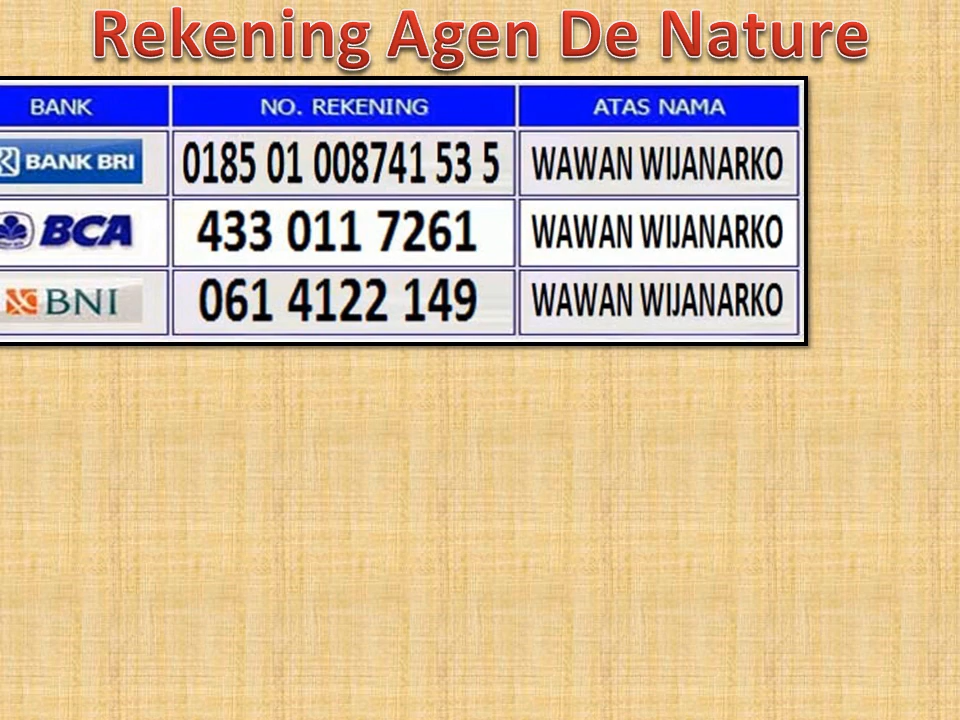 Rekening Agen De Nature
BANK NO. REKENING ATAS NAMA
BANK BRI 0185 01 008741 53 5 WAWAN WIJANARKO
BCA 433 011 7261 WAWAN WIJANARKO
BNI 061 4122 149 WAWAN WIJANARKO